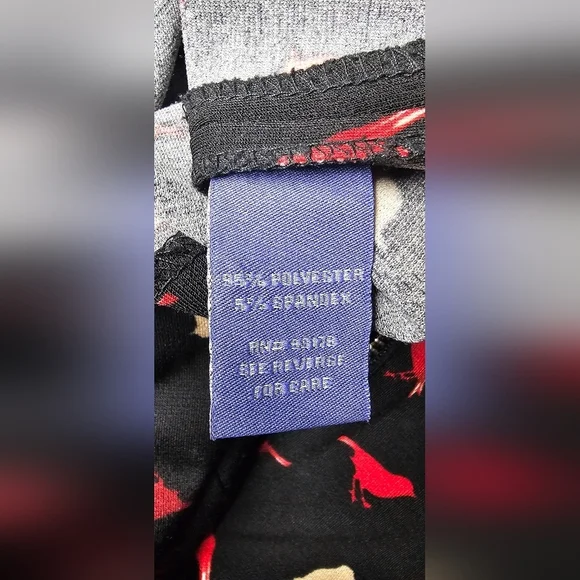 95% POLYESTER
5% SPANDEX
RN# 93178
SEE REVERSE
FOR CARE